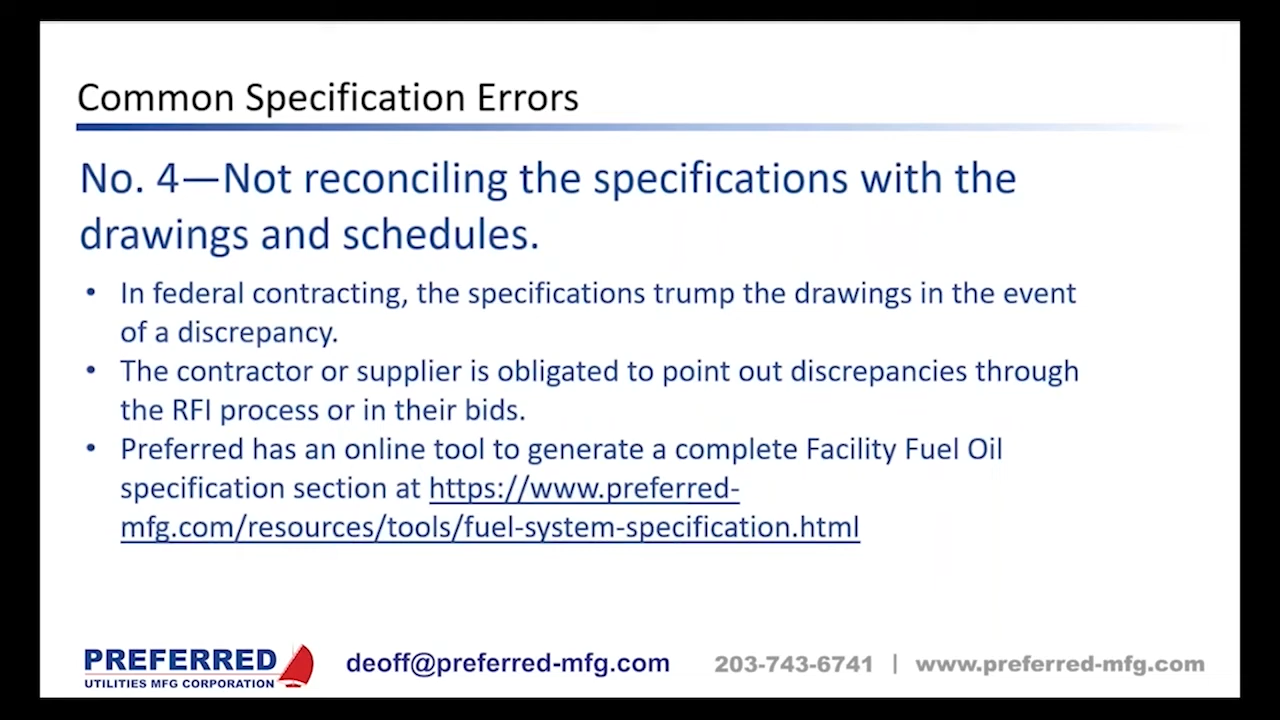 Common Specification Errors
No. 4—Not reconciling the specifications with the
drawings and schedules.
• In federal contracting, the specifications trump the drawings in the event
of a discrepancy.
• The contractor or supplier is obligated to point out discrepancies through
the RFI process or in their bids.
• Preferred has an online tool to generate a complete Facility Fuel Oil
specification section at https://www.preferred-
mfg.com/resources/tools/fuel-system-specification.html
PREFERRED
UTILITIES MFG CORPORATION
deoff@preferred-mfg.com
203-743-6741 | www.preferred-mfg.com